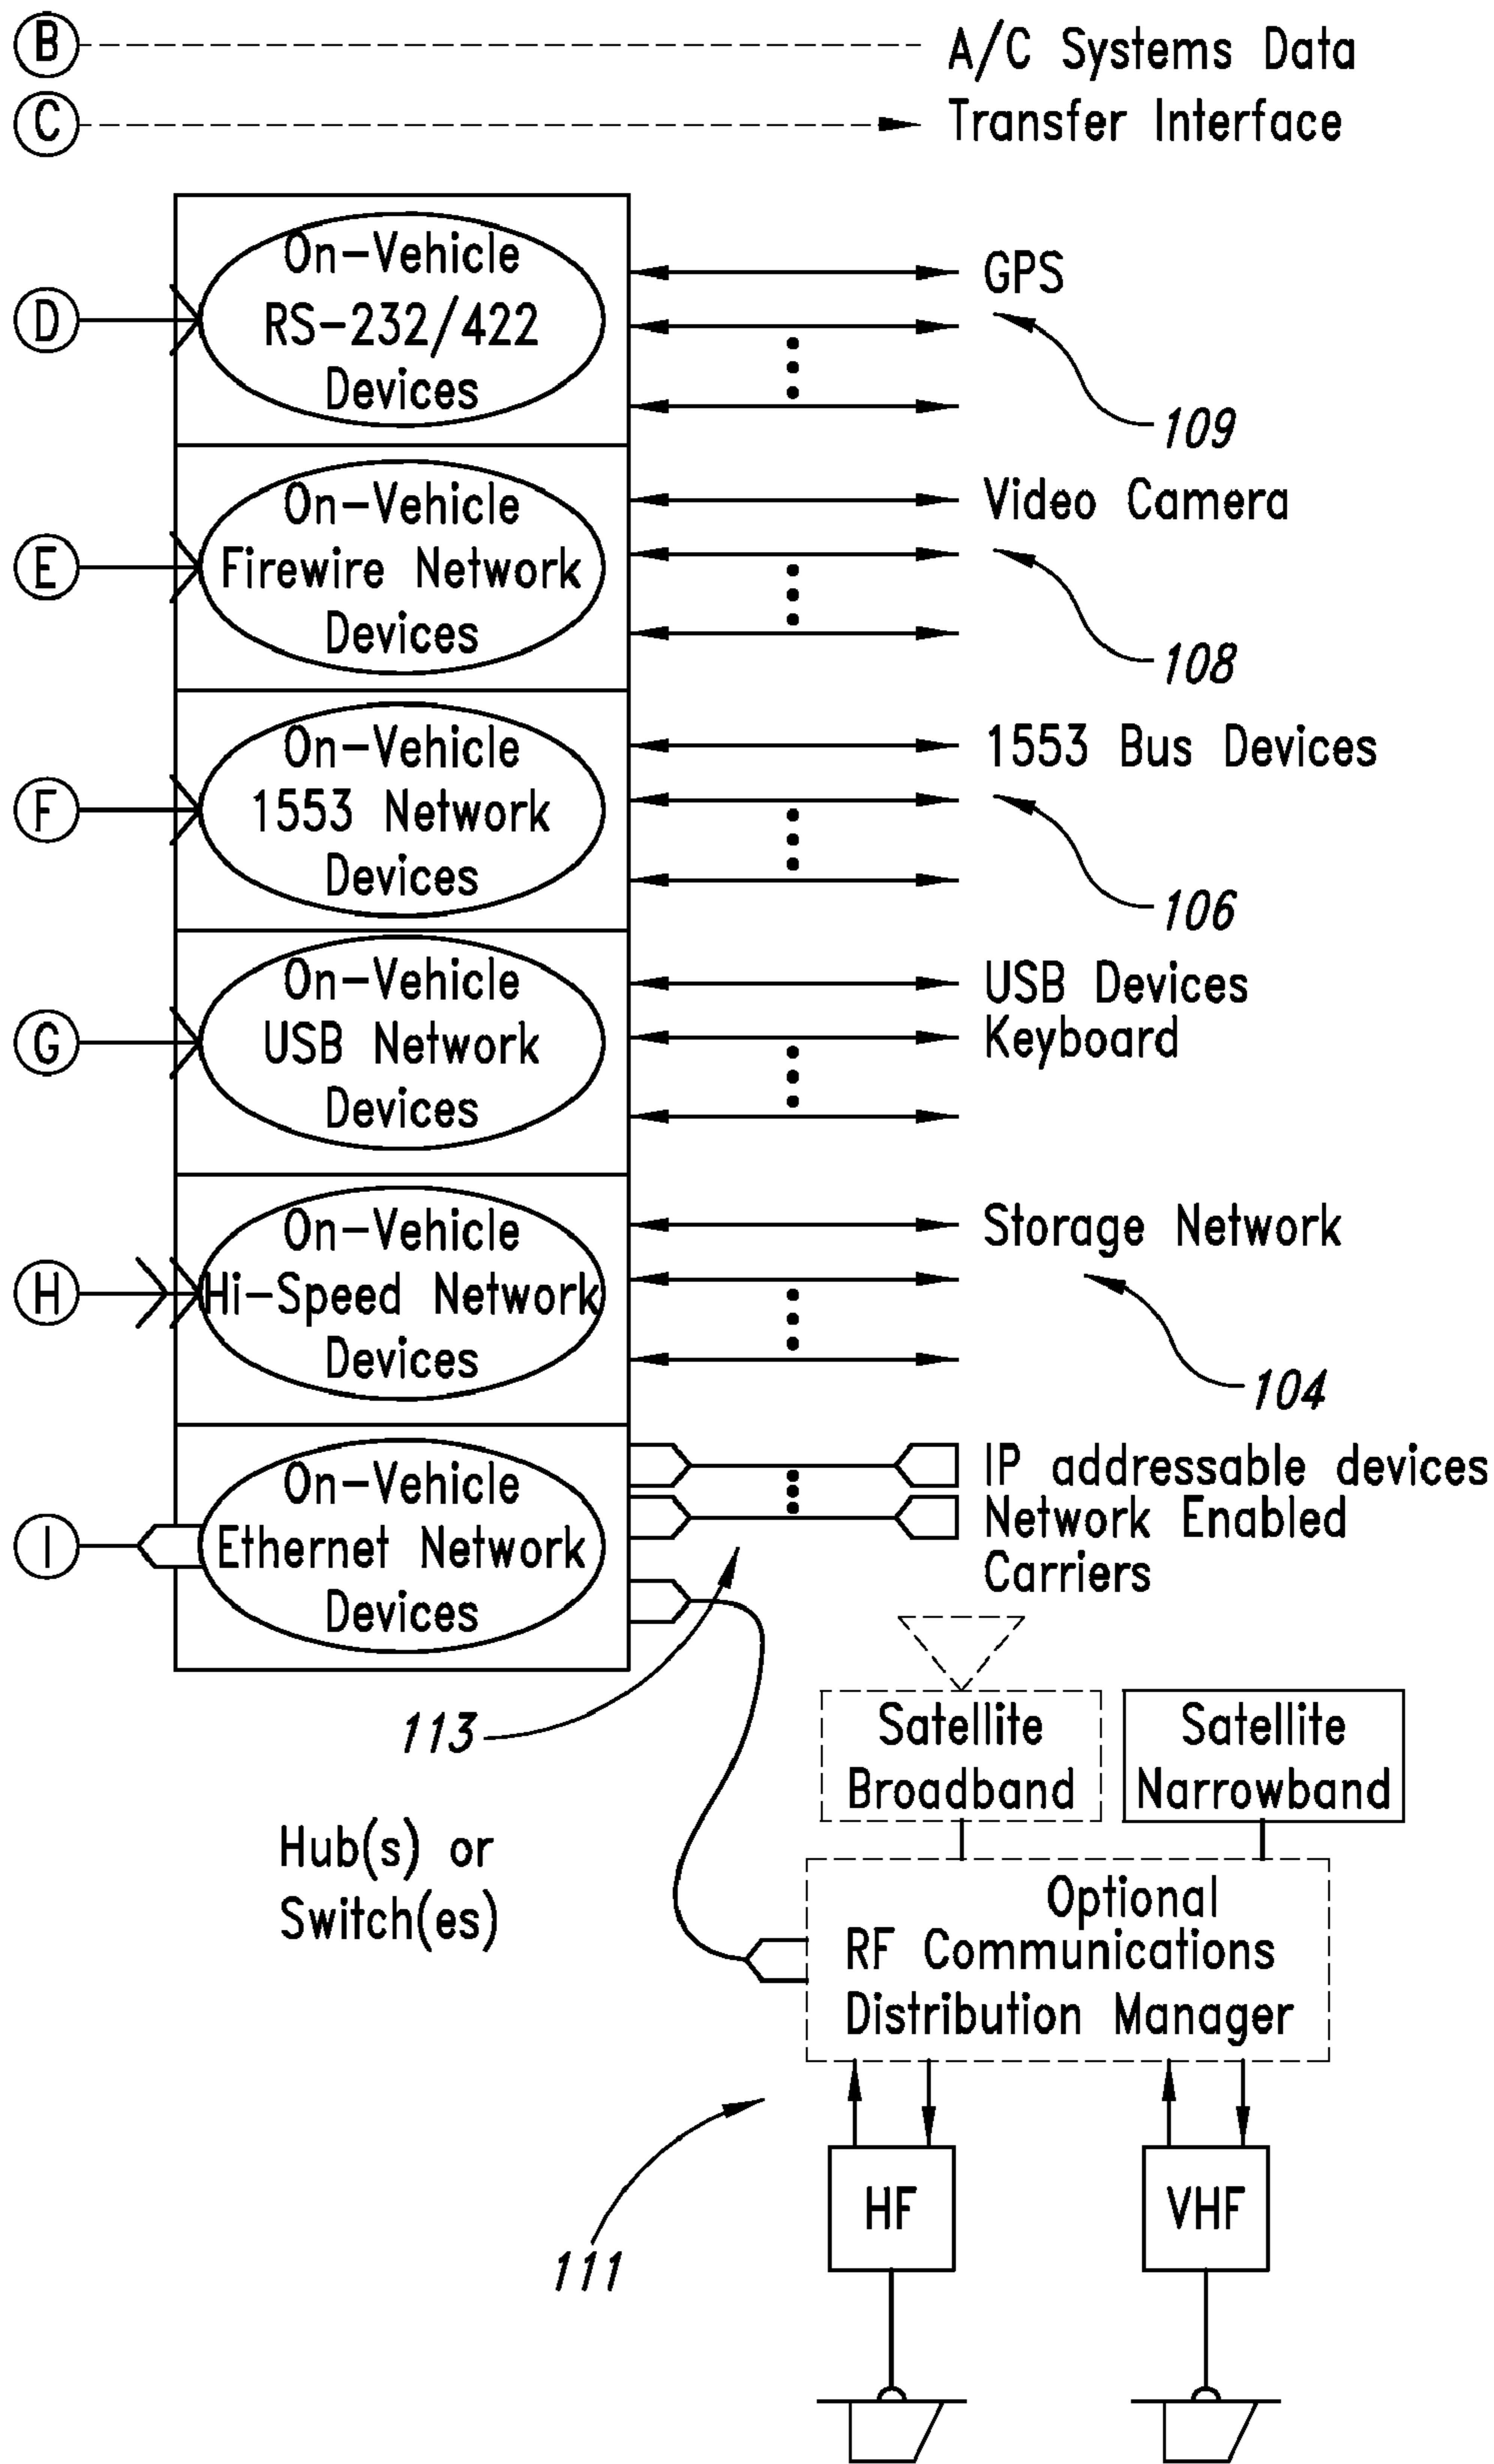 B
A/C Systems Data
C
Transfer Interface
D
On-Vehicle
RS-232/422
Devices
GPS
109
E
On-Vehicle
Firewire Network
Devices
Video Camera
108
F
On-Vehicle
1553 Network
Devices
1553 Bus Devices
106
G
On-Vehicle
USB Network
Devices
USB Devices
Keyboard
H
On-Vehicle
Hi-Speed Network
Devices
Storage Network
104
I
On-Vehicle
Ethernet Network
Devices
IP addressable devices
Network Enabled
Carriers
113
Hub(s) or
Switch(es)
Satellite
Broadband
Satellite
Narrowband
Optional
RF Communications
Distribution Manager
111
HF
VHF